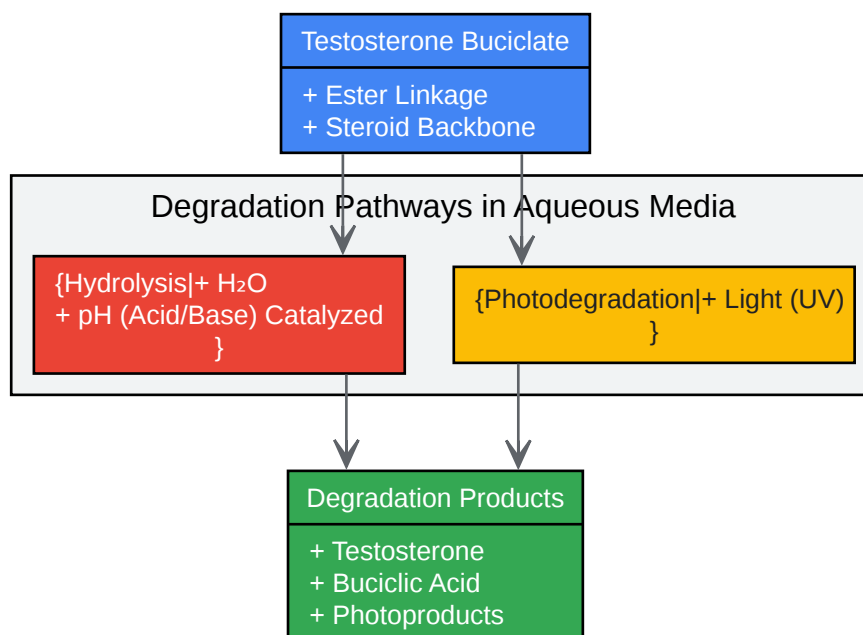 Testosterone Buciclate
+ Ester Linkage
+ Steroid Backbone
Degradation Pathways in Aqueous Media
{Hydrolysis|+ H₂O
+ pH (Acid/Base) Catalyzed
}
{Photodegradation|+ Light (UV)
}
Degradation Products
+ Testosterone
+ Buciclic Acid
+ Photoproducts